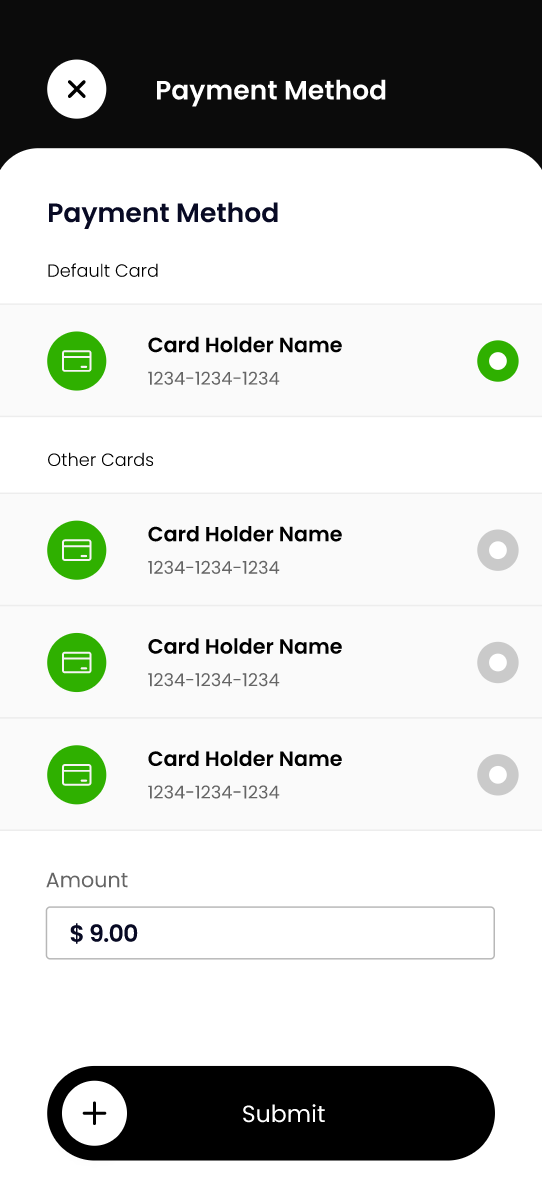 Payment Method
Payment Method
Default Card
Card Holder Name
1234-1234-1234
Other Cards
Card Holder Name
1234-1234-1234
Card Holder Name
1234-1234-1234
Card Holder Name
1234-1234-1234
Amount
$ 9.00
Submit